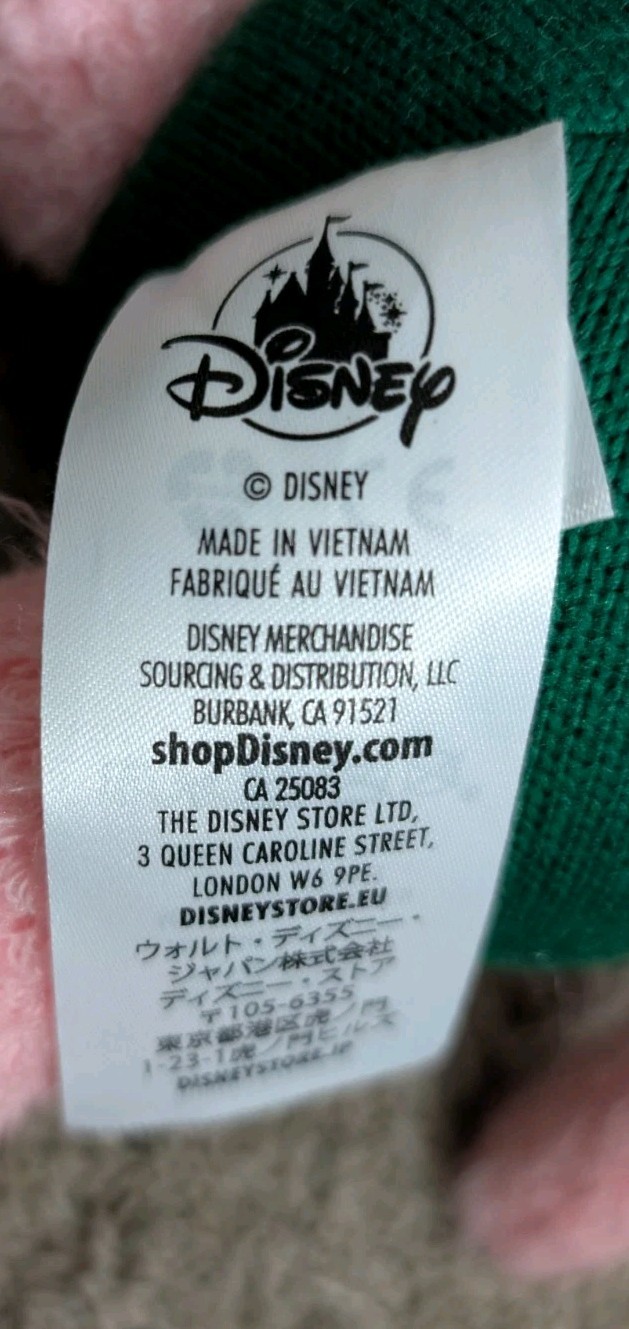 Disney
© DISNEY
MADE IN VIETNAM
FABRIQUÉ AU VIETNAM
DISNEY MERCHANDISE
SOURCING & DISTRIBUTION, LLC
BURBANK, CA 91521
shopDisney.com
CA 25083
THE DISNEY STORE LTD,
3 QUEEN CAROLINE STREET,
LONDON W6 9PE.
DISNEYSTORE.EU
ウォルト・ディズニー・
ジャパン株式会社
ディズニー・ストア
〒105-6355
東京都港区虎ノ門
1-23-1虎ノ門ヒルズ
DISNEYSTORE.JP